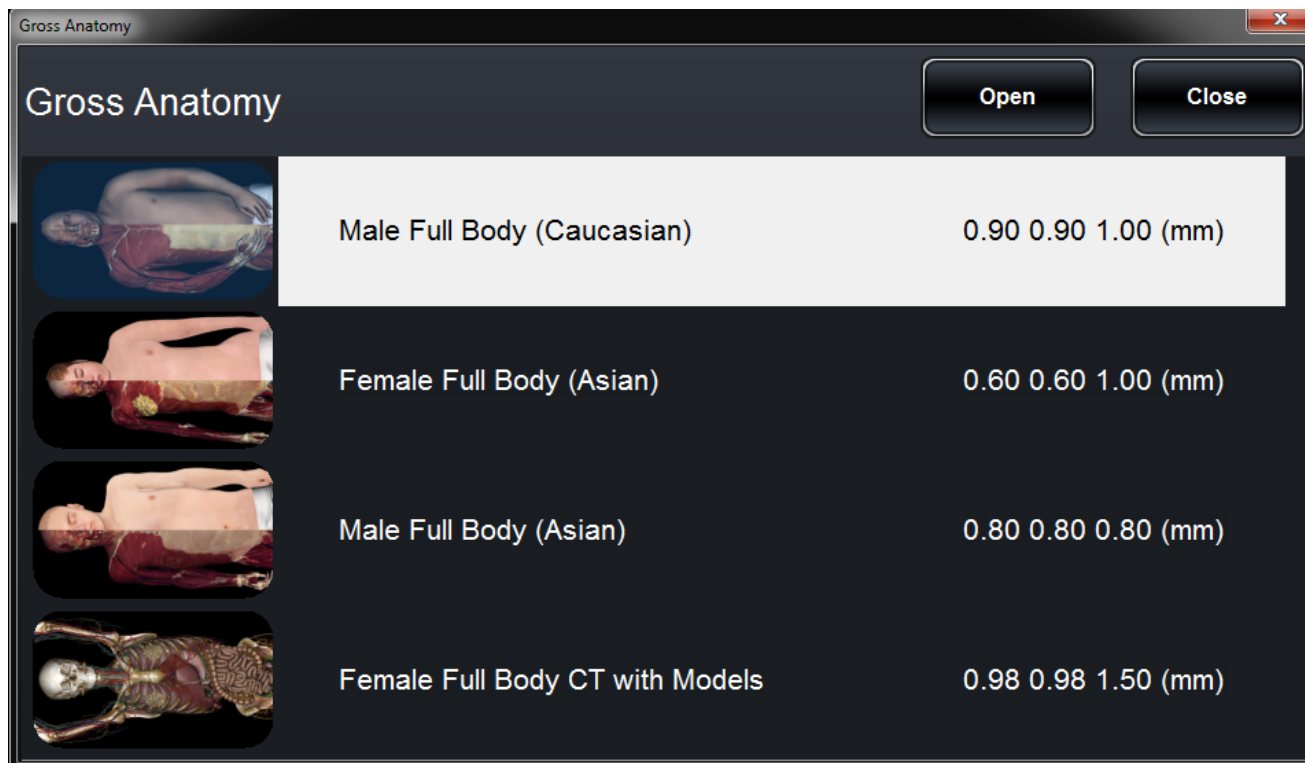 Gross Anatomy
Gross Anatomy
Open
Close
Male Full Body (Caucasian) 0.90 0.90 1.00 (mm)
Female Full Body (Asian) 0.60 0.60 1.00 (mm)
Male Full Body (Asian) 0.80 0.80 0.80 (mm)
Female Full Body CT with Models 0.98 0.98 1.50 (mm)